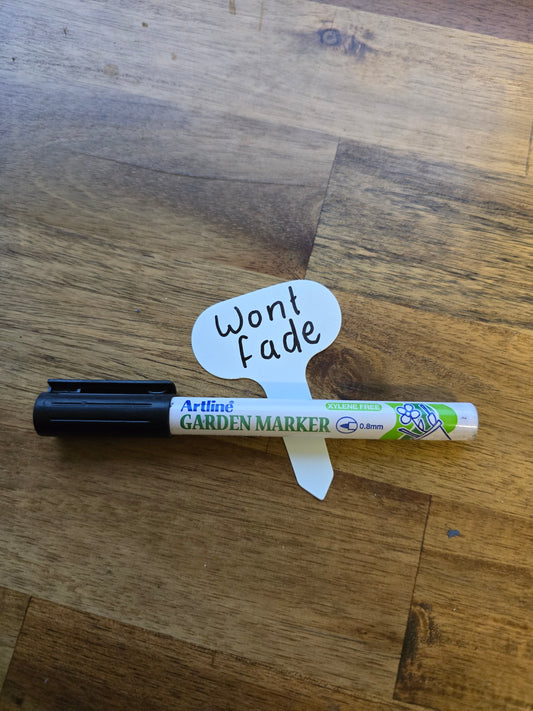 Wont
fade
Artline
XYLENE FREE
GARDEN MARKER
0.8mm